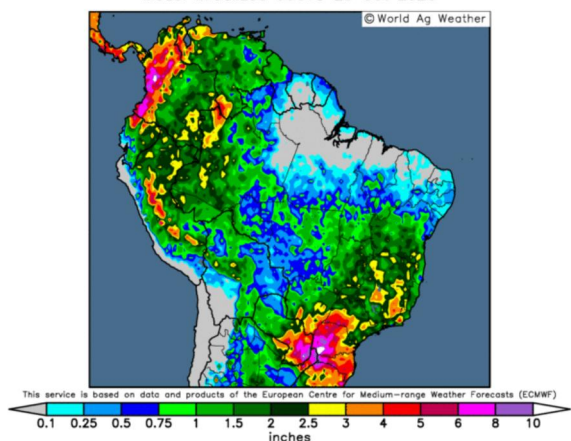 © World Ag Weather
This service is based on data and products of the European Centre for Medium-range Weather Forecasts (ECMWF)
0.1 0.25 0.5 0.75 1 1.5 2 2.5 3 4 5 6 8 10
inches